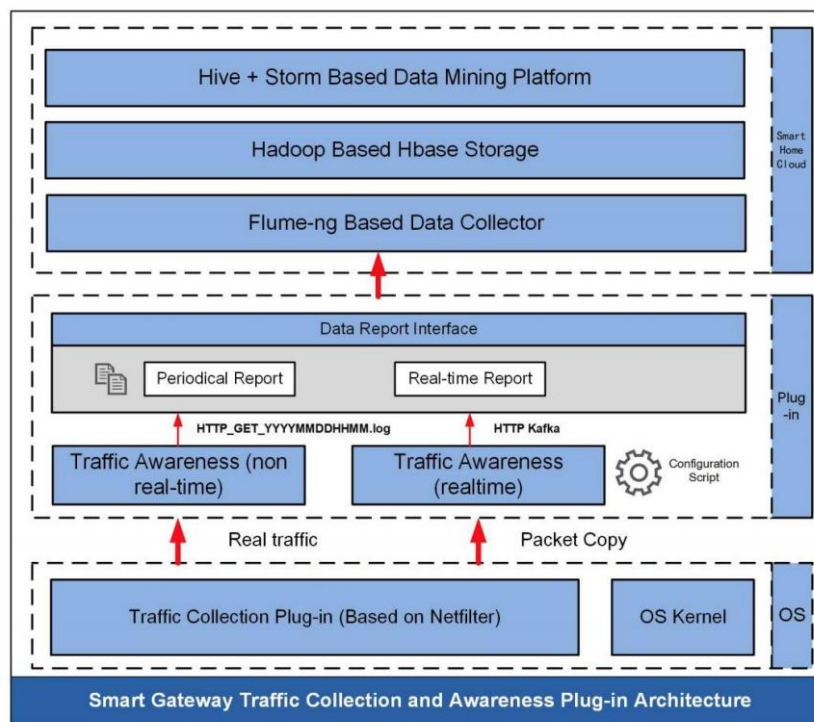 Hive + Storm Based Data Mining Platform
Hadoop Based Hbase Storage
Flume-ng Based Data Collector
Smart
Home
Cloud
Data Report Interface
Periodical Report
Real-time Report
HTTP_GET_YYYYMMDDHHMM.log
HTTP Kafka
Traffic Awareness (non
real-time)
Traffic Awareness
(realtime)
Configuration
Script
Plug
-in
Real traffic
Packet Copy
Traffic Collection Plug-in (Based on Netfilter)
OS Kernel
OS
Smart Gateway Traffic Collection and Awareness Plug-in Architecture